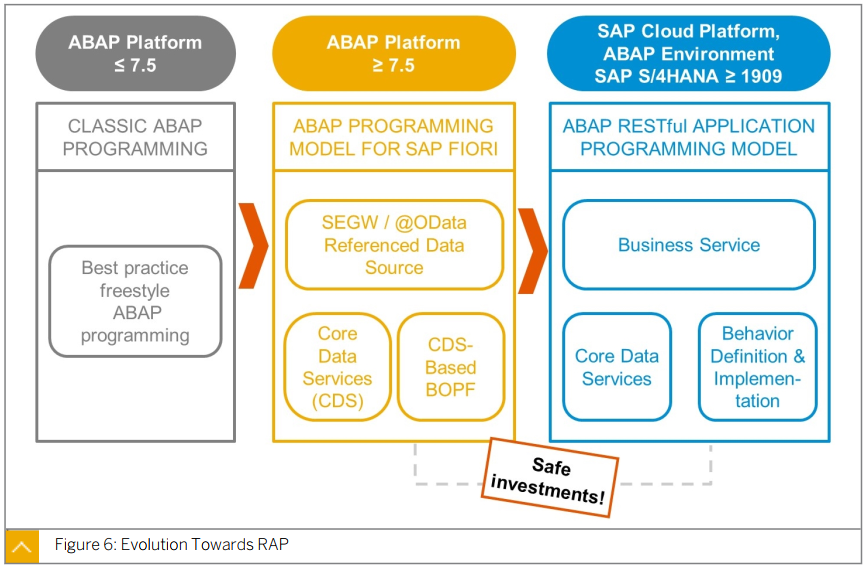 ABAP Platform
≤ 7.5
ABAP Platform
≥ 7.5
SAP Cloud Platform,
ABAP Environment
SAP S/4HANA ≥ 1909
CLASSIC ABAP
PROGRAMMING
ABAP PROGRAMMING
MODEL FOR SAP FIORI
ABAP RESTful APPLICATION
PROGRAMMING MODEL
Best practice
freestyle
ABAP
programming
SEGW / @OData
Referenced Data
Source
Core
Data
Services
(CDS)
CDS-
Based
BOPF
Business Service
Core Data
Services
Behavior
Definition &
Implemen-
tation
Safe
investments!
Figure 6: Evolution Towards RAP